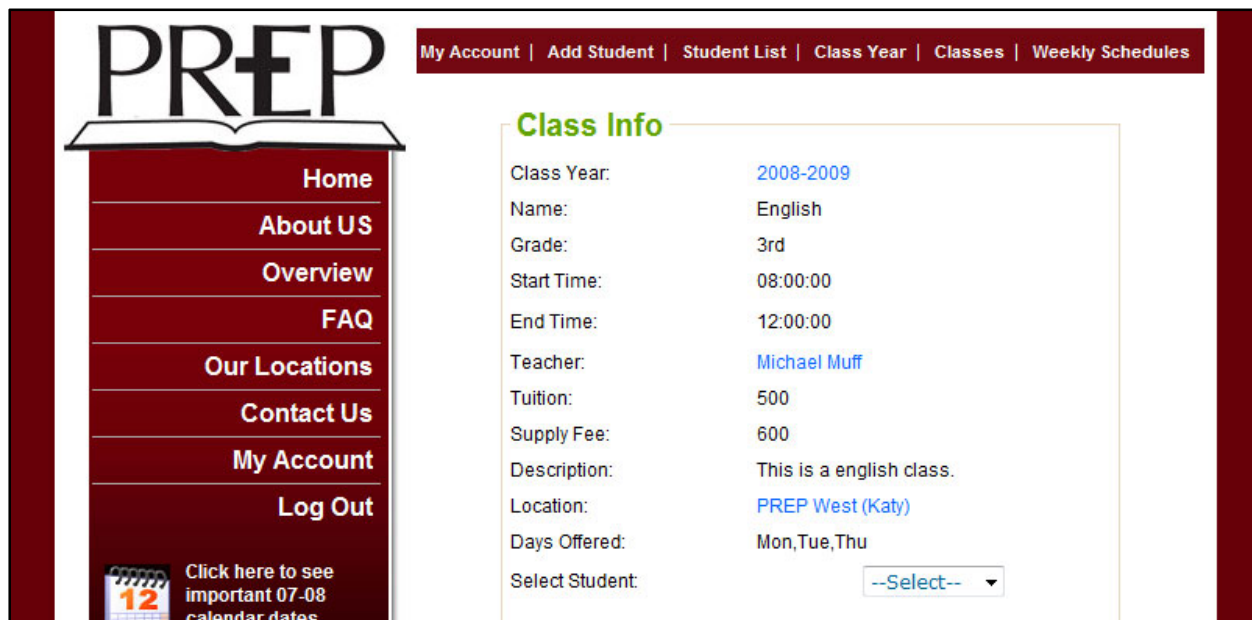 PREP
My Account | Add Student | Student List | Class Year | Classes | Weekly Schedules
Home
About US
Overview
FAQ
Our Locations
Contact Us
My Account
Log Out
12
Click here to see
important 07-08
calendar dates
Class Info
Class Year: 2008-2009
Name: English
Grade: 3rd
Start Time: 08:00:00
End Time: 12:00:00
Teacher: Michael Muff
Tuition: 500
Supply Fee: 600
Description: This is a english class.
Location: PREP West (Katy)
Days Offered: Mon,Tue,Thu
Select Student: --Select--